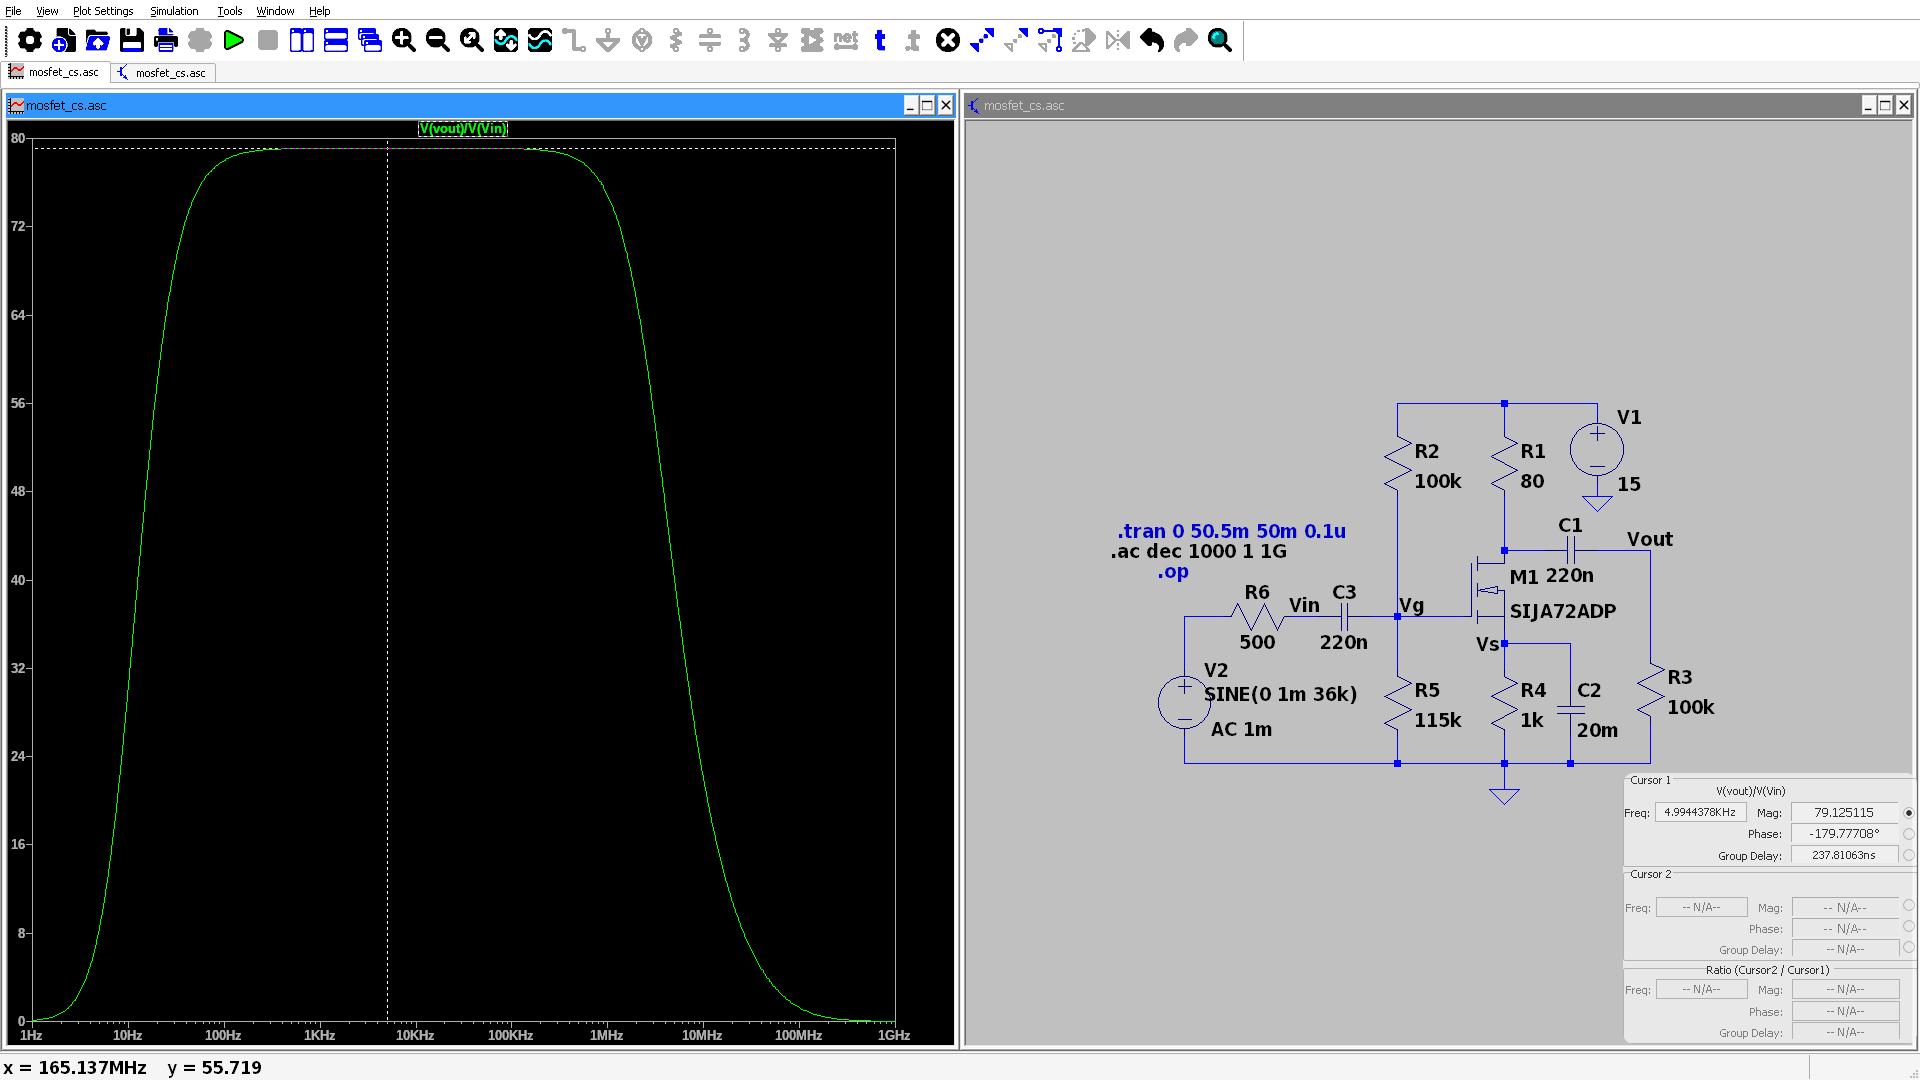 File View Plot Settings Simulation Tools Window Help
net t t
mosfet_cs.asc mosfet_cs.asc
mosfet_cs.asc
V(vout)/V(Vin)
80
72
64
56
48
40
32
24
16
8
0
1Hz 10Hz 100Hz 1KHz 10KHz 100KHz 1MHz 10MHz 100MHz 1GHz
mosfet_cs.asc
V1
R2 R1
100k 80 15
.tran 0 50.5m 50m 0.1u
C1
Vout
.ac dec 1000 1 1G
.op
M1 220n
R6 Vin C3 Vg
SIJA72ADP
500 220n
Vs
V2
R3
SINE(0 1m 36k)
R5 R4 C2
100k
115k 1k 20m
AC 1m
Cursor 1
V(vout)/V(Vin)
Freq: 4.9944378KHz Mag: 79.125115
Phase: -179.77708°
Group Delay: 237.81063ns
Cursor 2
Freq: -- N/A-- Mag: -- N/A--
Phase: -- N/A--
Group Delay: -- N/A--
Ratio (Cursor2 / Cursor1)
Freq: -- N/A-- Mag: -- N/A--
Phase: -- N/A--
Group Delay: -- N/A--
x = 165.137MHz y = 55.719